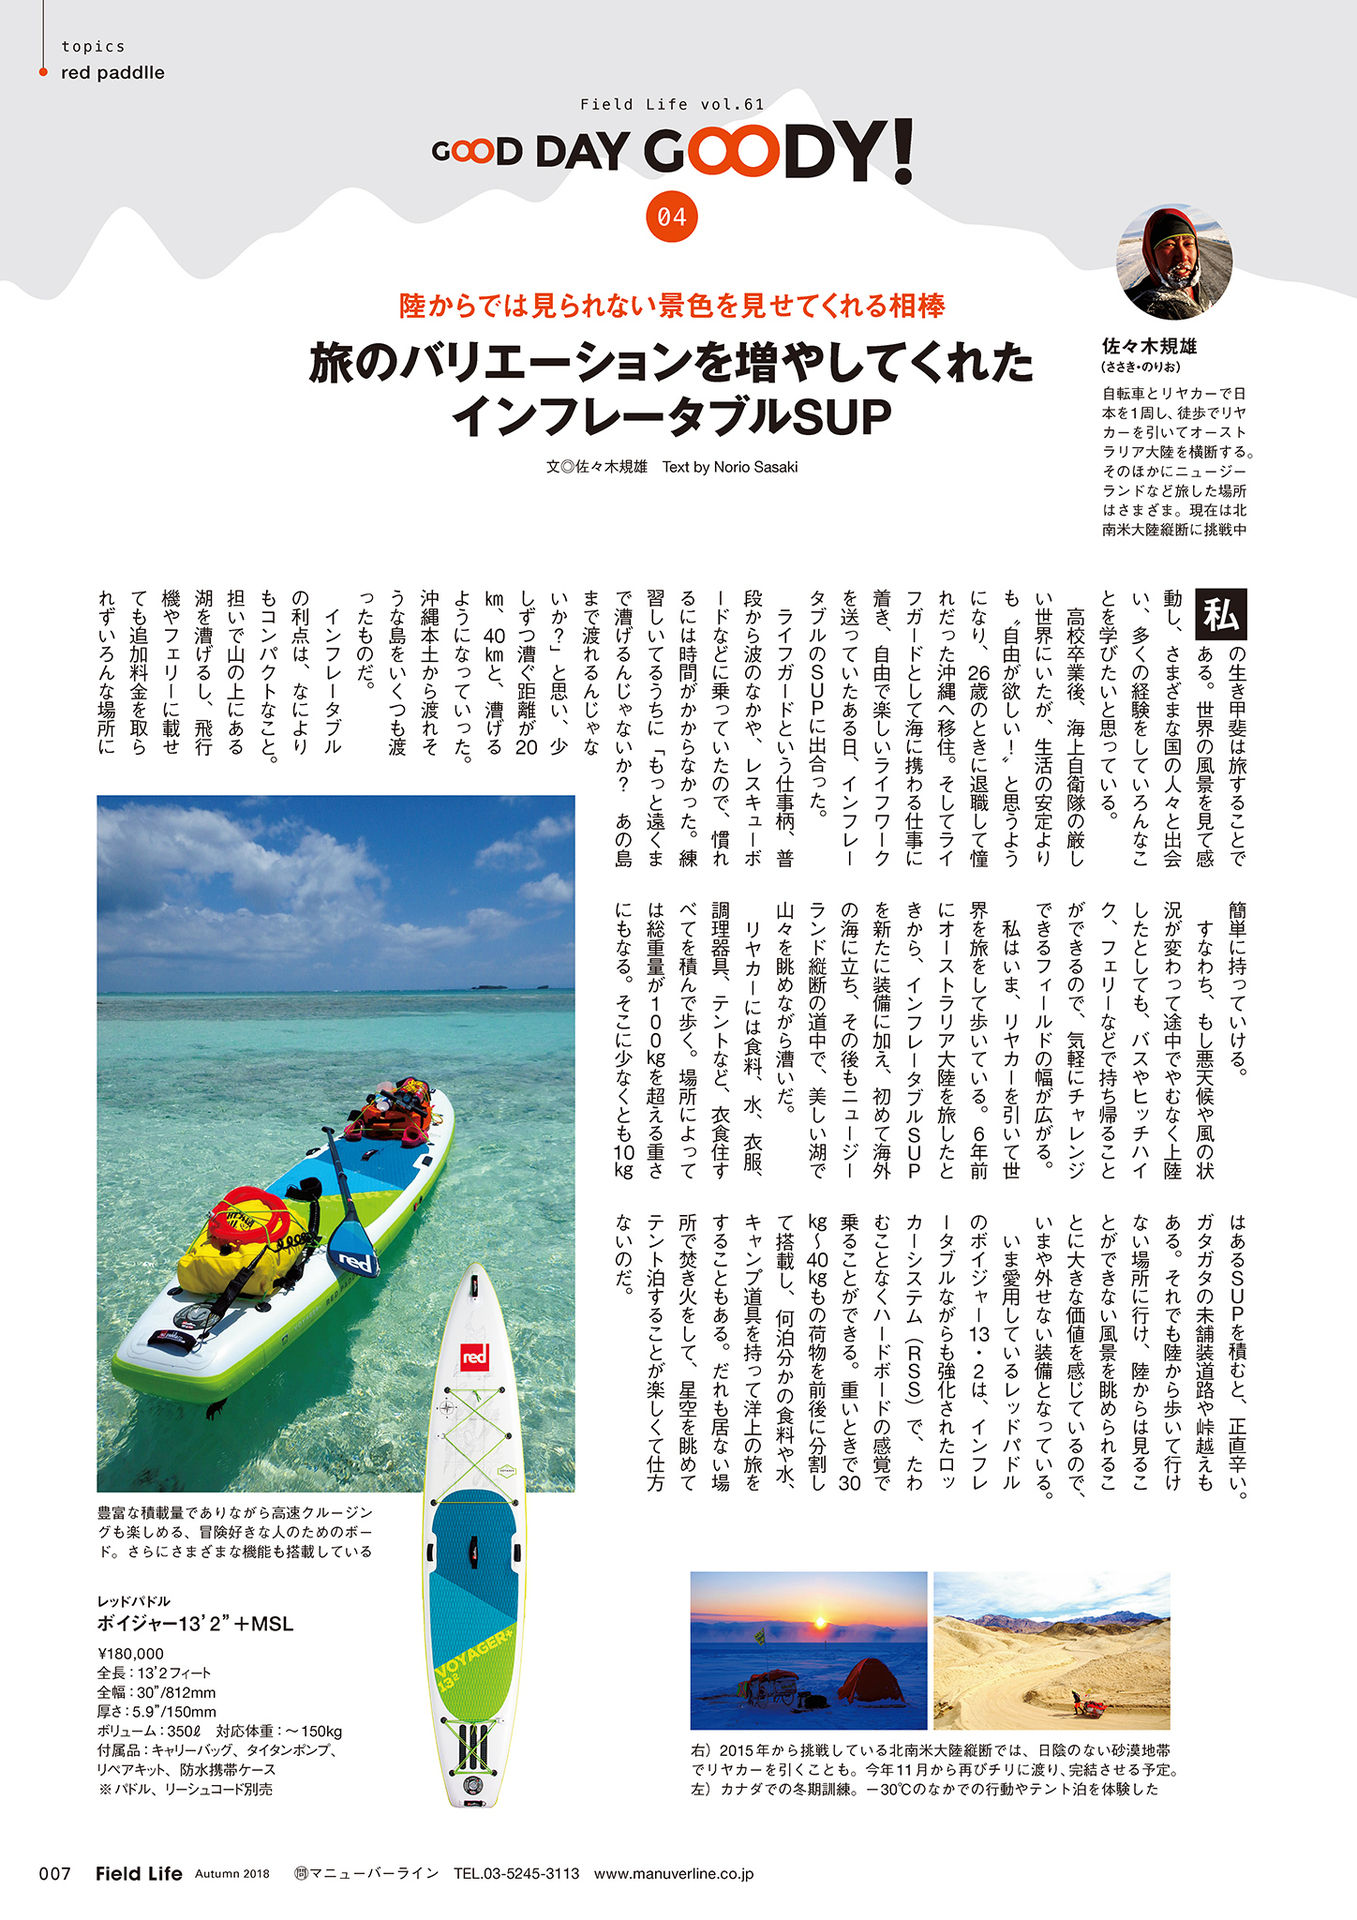 topics
red paddlle
Field Life vol.61
GOOD DAY GOODY!
04
陸からでは見られない景色を見せてくれる相棒
旅のバリエーションを増やしてくれた
インフレータブルSUP
文◎佐々木規雄　Text by Norio Sasaki
佐々木規雄
（ささき・のりお）
自転車とリヤカーで日
本を1周し、徒歩でリヤ
カーを引いてオースト
ラリア大陸を横断する。
そのほかにニュージー
ランドなど旅した場所
はさまざま。現在は北
南米大陸縦断に挑戦中
私の生き甲斐は旅することで
ある。世界の風景を見て感
動し、さまざまな国の人々と出会
い、多くの経験をしていろんなこ
とを学びたいと思っている。
高校卒業後、海上自衛隊の厳し
い世界にいたが、生活の安定より
も〝自由が欲しい！〟と思うよう
になり、26歳のときに退職して憧
れだった沖縄へ移住。そしてライ
フガードとして海に携わる仕事に
着き、自由で楽しいライフワーク
を送っていたある日、インフレー
タブルのSUPに出合った。
ライフガードという仕事柄、普
段から波のなかや、レスキューボ
ードなどに乗っていたので、慣れ
るには時間がかからなかった。練
習しいてるうちに「もっと遠くま
で漕げるんじゃないか？　あの島
まで渡れるんじゃな
いか？」と思い、少
しずつ漕ぐ距離が20
㎞、40㎞と、漕げる
ようになっていった。
沖縄本土から渡れそ
うな島をいくつも渡
ったものだ。
インフレータブル
の利点は、なにより
もコンパクトなこと。
担いで山の上にある
湖を漕げるし、飛行
機やフェリーに載せ
ても追加料金を取ら
れずいろんな場所に
簡単に持っていける。
すなわち、もし悪天候や風の状
況が変わって途中でやむなく上陸
したとしても、バスやヒッチハイ
ク、フェリーなどで持ち帰ること
ができるので、気軽にチャレンジ
できるフィールドの幅が広がる。
私はいま、リヤカーを引いて世
界を旅をして歩いている。6年前
にオーストラリア大陸を旅したと
きから、インフレータブルSUP
を新たに装備に加え、初めて海外
の海に立ち、その後もニュージー
ランド縦断の道中で、美しい湖で
山々を眺めながら漕いだ。
リヤカーには食料、水、衣服、
調理器具、テントなど、衣食住す
べてを積んで歩く。場所によって
は総重量が100㎏を超える重さ
にもなる。そこに少なくとも10㎏
はあるSUPを積むと、正直辛い。
ガタガタの未舗装道路や峠越えも
ある。それでも陸から歩いて行け
ない場所に行け、陸からは見るこ
とができない風景を眺められるこ
とに大きな価値を感じているので、
いまや外せない装備となっている。
いま愛用しているレッドパドル
のボイジャー13・2は、インフレ
ータブルながらも強化されたロッ
カーシステム（RSS）で、たわ
むことなくハードボードの感覚で
乗ることができる。重いときで30
㎏〜40㎏もの荷物を前後に分割し
て搭載し、何泊分かの食料や水、
キャンプ道具を持って洋上の旅を
することもある。だれも居ない場
所で焚き火をして、星空を眺めて
テント泊することが楽しくて仕方
ないのだ。
red
red
VOYAGER+
13²
豊富な積載量でありながら高速クルージン
グも楽しめる、冒険好きな人のためのボー
ド。さらにさまざまな機能も搭載している
レッドパドル
ボイジャー13’2”＋MSL
¥180,000
全長：13’2フィート
全幅：30”/812mm
厚さ：5.9”/150mm
ボリューム：350ℓ　対応体重：〜150kg
付属品：キャリーバッグ、タイタンポンプ、
リペアキット、防水携帯ケース
※パドル、リーシュコード別売
右）2015年から挑戦している北南米大陸縦断では、日陰のない砂漠地帯
でリヤカーを引くことも。今年11月から再びチリに渡り、完結させる予定。
左）カナダでの冬期訓練。−30℃のなかでの行動やテント泊を体験した
007　Field Life　Autumn 2018　㉄マニューバーライン　TEL.03-5245-3113　www.manuverline.co.jp